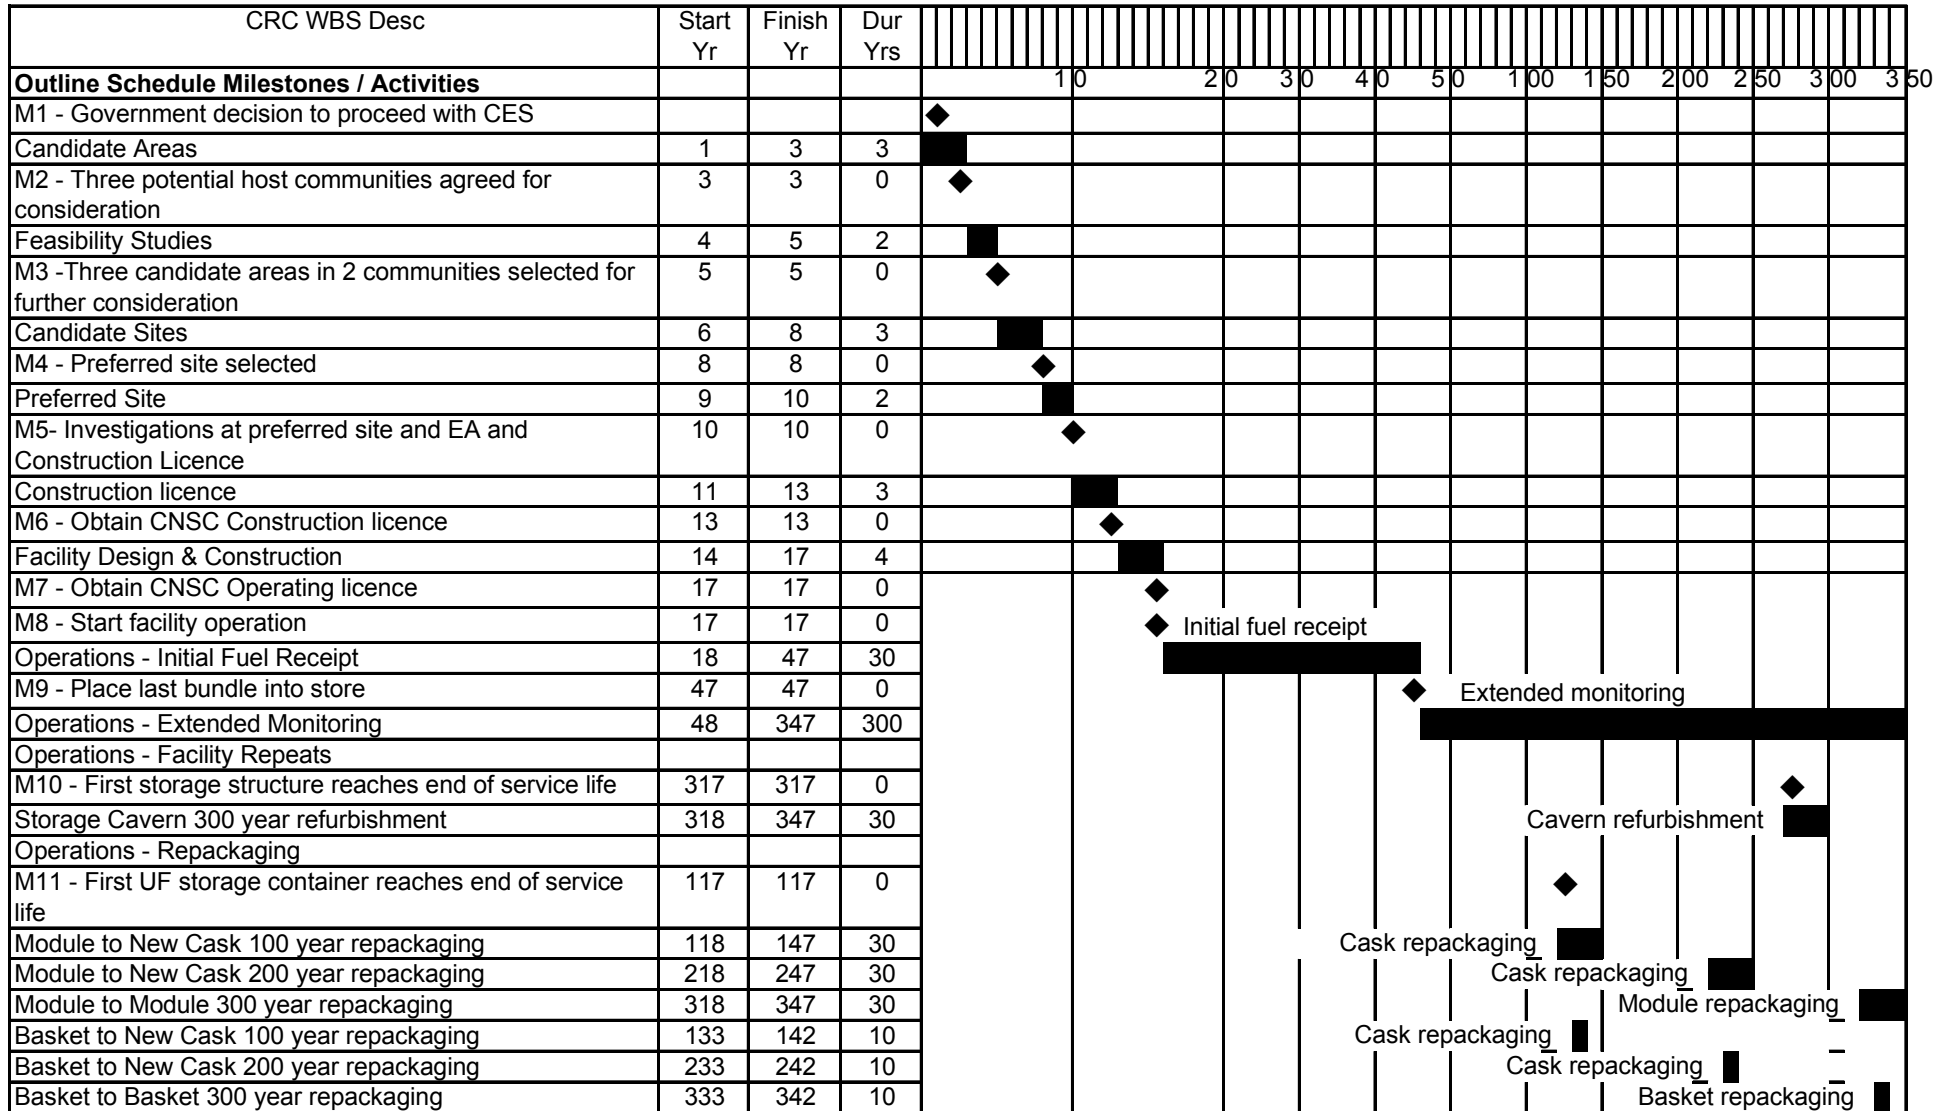 CRC WBS Desc Start Finish Dur
Yr Yr Yrs
Outline Schedule Milestones / Activities 10 20 30 40 50 100 150 200 250 300 350
M1 - Government decision to proceed with CES
Candidate Areas 1 3 3
M2 - Three potential host communities agreed for 3 3 0
consideration
Feasibility Studies 4 5 2
M3 -Three candidate areas in 2 communities selected for 5 5 0
further consideration
Candidate Sites 6 8 3
M4 - Preferred site selected 8 8 0
Preferred Site 9 10 2
M5- Investigations at preferred site and EA and 10 10 0
Construction Licence
Construction licence 11 13 3
M6 - Obtain CNSC Construction licence 13 13 0
Facility Design & Construction 14 17 4
M7 - Obtain CNSC Operating licence 17 17 0
M8 - Start facility operation 17 17 0 Initial fuel receipt
Operations - Initial Fuel Receipt 18 47 30
M9 - Place last bundle into store 47 47 0 Extended monitoring
Operations - Extended Monitoring 48 347 300
Operations - Facility Repeats
M10 - First storage structure reaches end of service life 317 317 0
Storage Cavern 300 year refurbishment 318 347 30 Cavern refurbishment
Operations - Repackaging
M11 - First UF storage container reaches end of service 117 117 0
life
Module to New Cask 100 year repackaging 118 147 30 Cask repackaging
Module to New Cask 200 year repackaging 218 247 30 Cask repackaging
Module to Module 300 year repackaging 318 347 30 Module repackaging
Basket to New Cask 100 year repackaging 133 142 10 Cask repackaging
Basket to New Cask 200 year repackaging 233 242 10 Cask repackaging
Basket to Basket 300 year repackaging 333 342 10 Basket repackaging